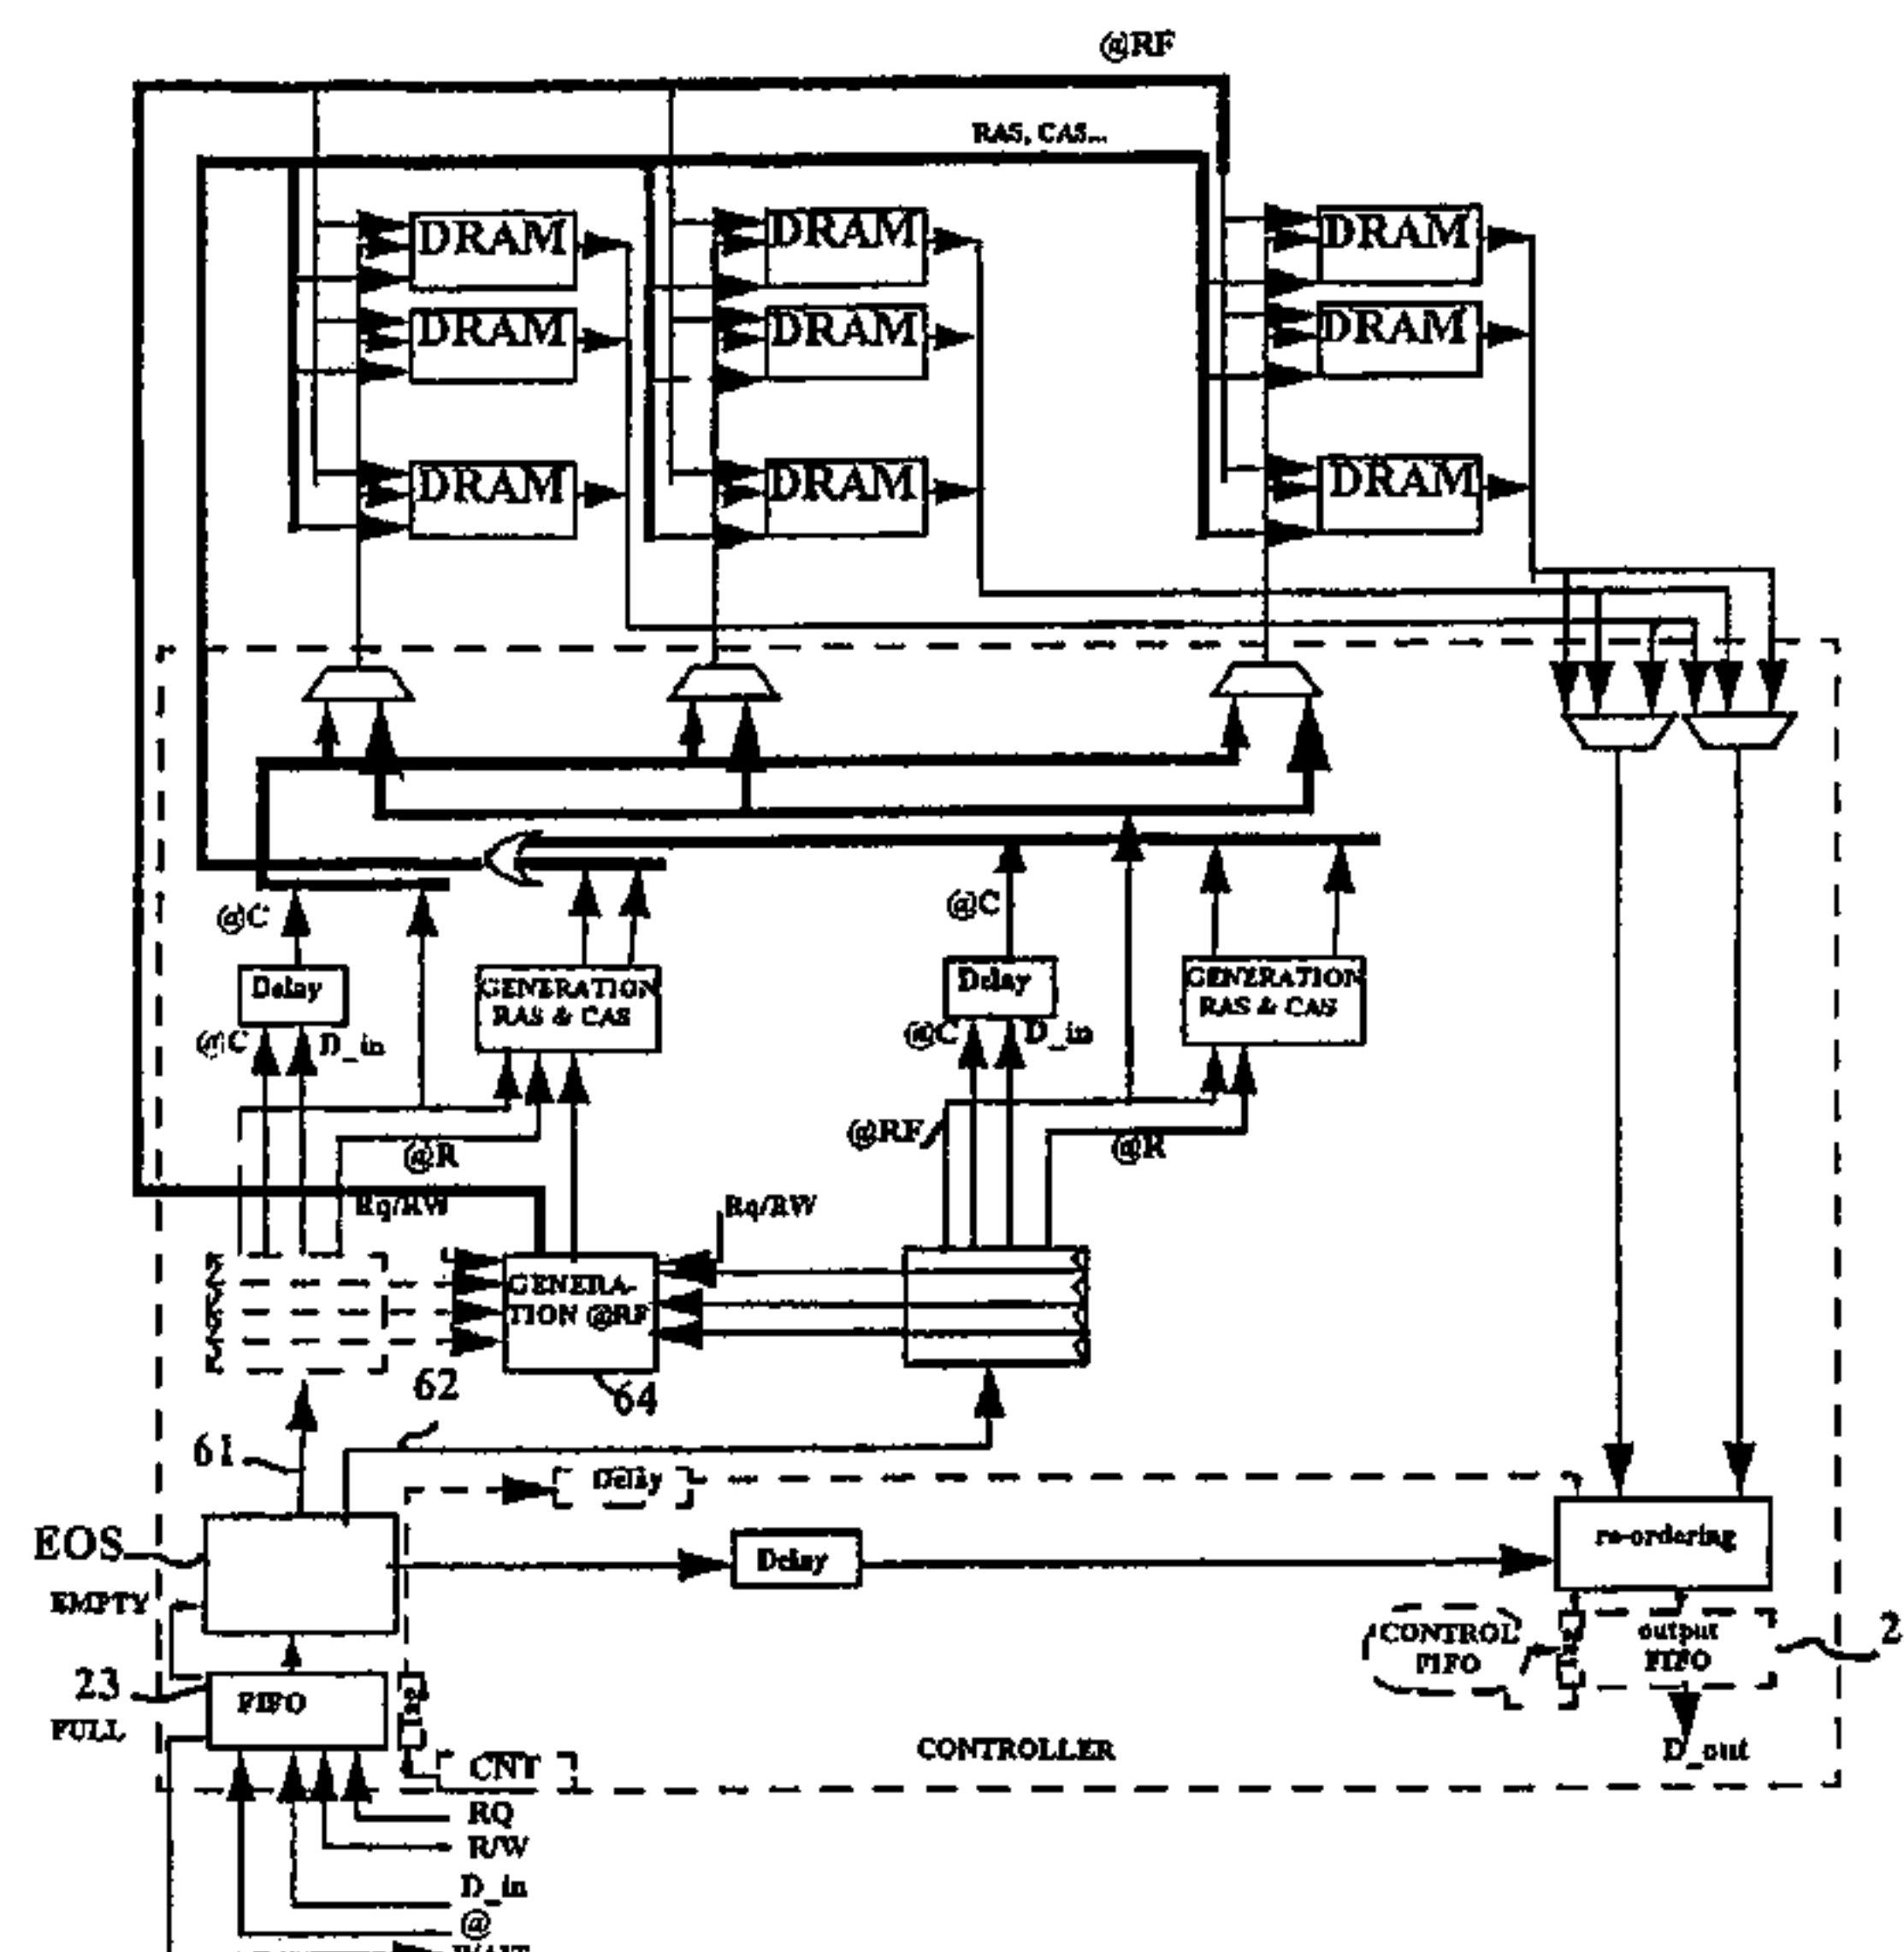 @RF
RAS, CAS...
DRAM DRAM DRAM
DRAM DRAM DRAM
DRAM DRAM DRAM
@C
@C
Delay
GENERATION
RAS & CAS
Delay
GENERATION
RAS & CAS
@C
D_in
@C
D_in
@R
@RF
@R
Rq/RW
Rq/RW
GENERA-
TION @RF
62
64
61
Delay
EOS
Delay
re-ordering
EMPTY
CONTROL
FIFO
output
FIFO
2
23
FIFO
FULL
CONTROLLER
D_out
CNT
RQ
R/W
D_in
@